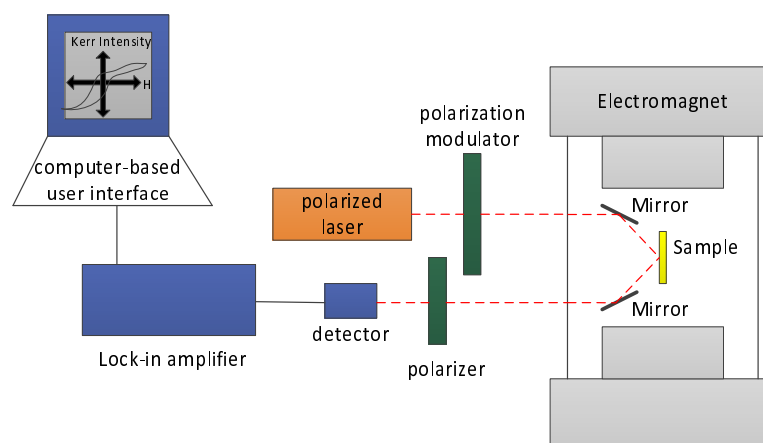 Kerr Intensity
H
computer-based
user interface
Lock-in amplifier
polarized
laser
detector
polarization
modulator
polarizer
Electromagnet
Mirror
Sample
Mirror